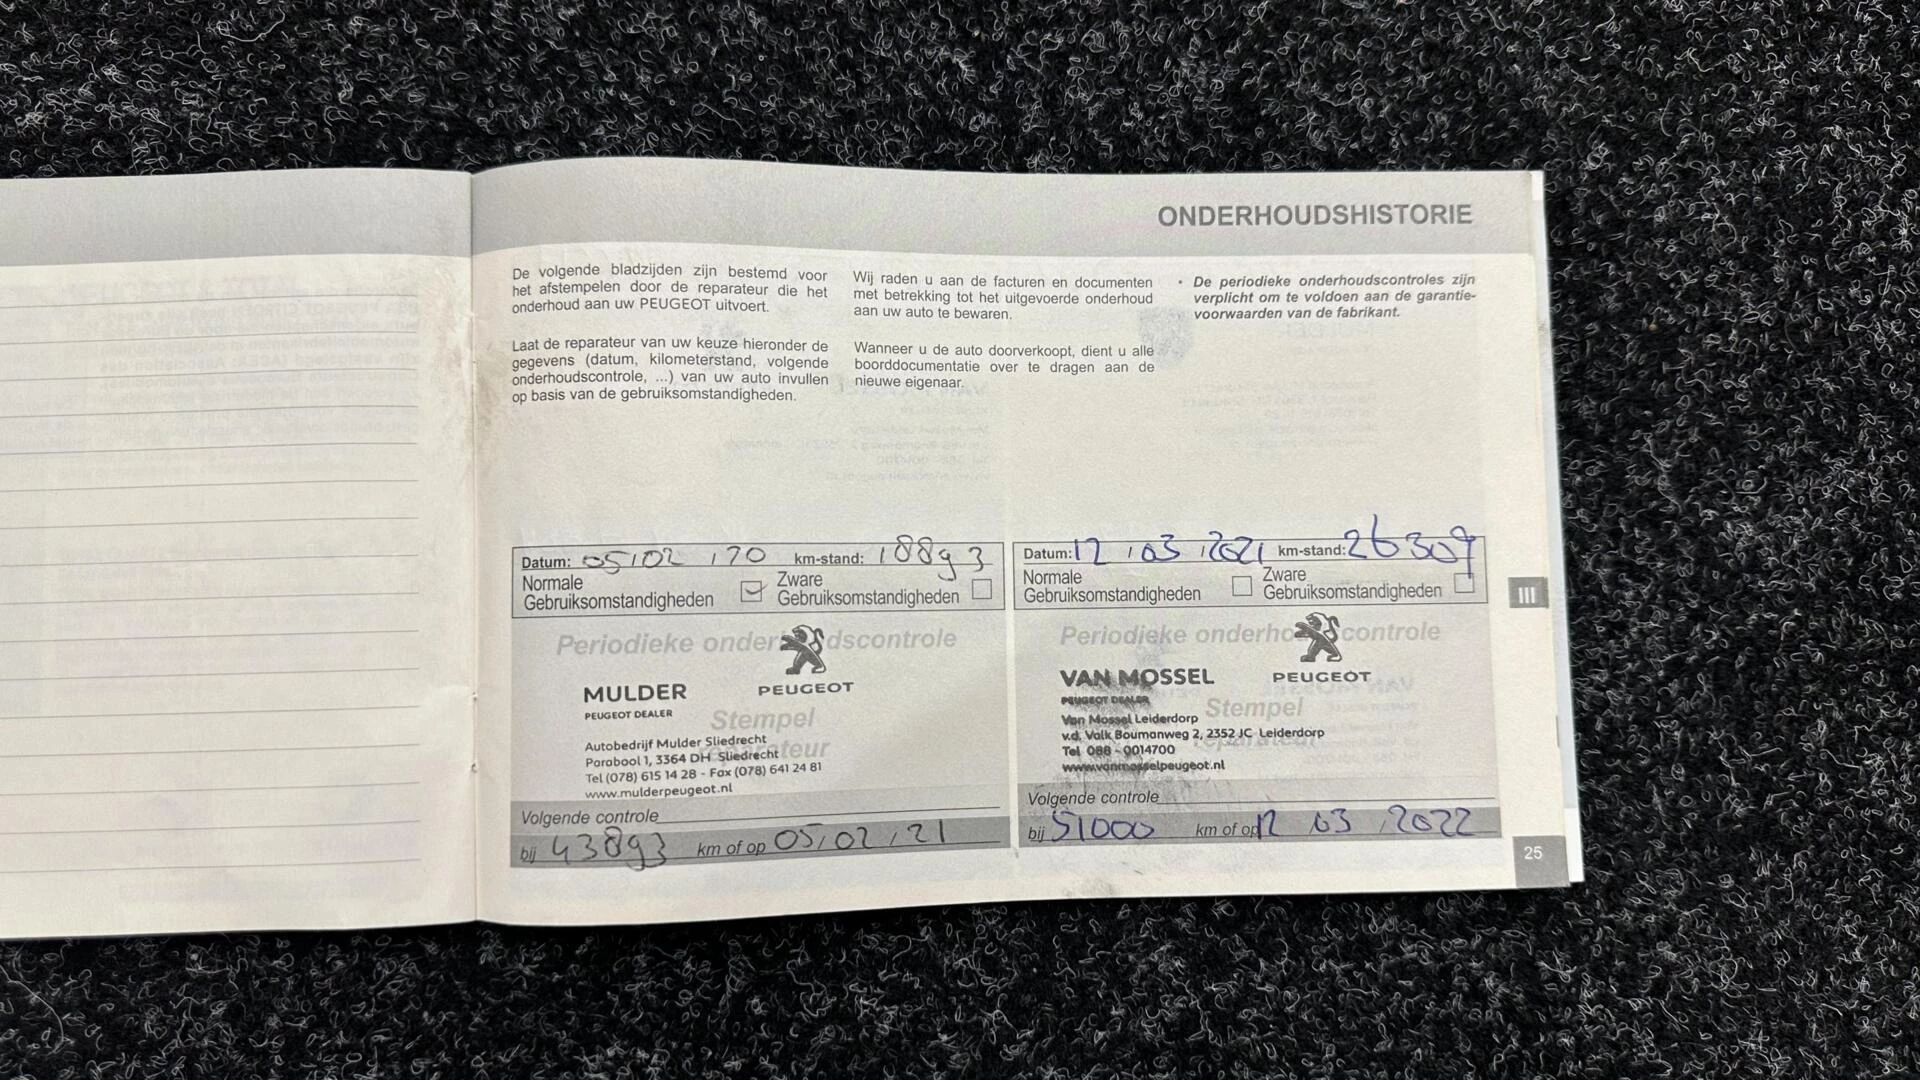 ONDERHOUDSHISTORIE
De volgende bladzijden zijn bestemd voor
het afstempelen door de reparateur die het
onderhoud aan uw PEUGEOT uitvoert.
Laat de reparateur van uw keuze hieronder de
gegevens (datum, kilometerstand, volgende
onderhoudscontrole, ...) van uw auto invullen
op basis van de gebruiksomstandigheden.
Wij raden u aan de facturen en documenten
met betrekking tot het uitgevoerde onderhoud
aan uw auto te bewaren.
Wanneer u de auto doorverkoopt, dient u alle
boorddocumentatie over te dragen aan de
nieuwe eigenaar.
• De periodieke onderhoudscontroles zijn
verplicht om te voldoen aan de garantie-
voorwaarden van de fabrikant.
Datum: 05/02/20 km-stand: 18893
Normale
Gebruiksomstandigheden
Zware
Gebruiksomstandigheden
Periodieke onderhoudscontrole
PEUGEOT
MULDER
PEUGEOT DEALER
Stempel
reparateur
Autobedrijf Mulder Sliedrecht
Parabool 1, 3364 DH Sliedrecht
Tel (078) 615 14 28 - Fax (078) 641 24 81
www.mulderpeugeot.nl
Volgende controle
bij 43893 km of op 05/02/21
Datum: 12/03/2021 km-stand: 26309
Normale
Gebruiksomstandigheden
Zware
Gebruiksomstandigheden
Periodieke onderhoudscontrole
PEUGEOT
VAN MOSSEL
PEUGEOT DEALER
Stempel
reparateur
Van Mossel Leiderdorp
v.d. Valk Boumanweg 2, 2352 JC Leiderdorp
Tel 088 - 0014700
www.vanmosselpeugeot.nl
Volgende controle
bij 51000 km of op 12 03 2022
III
25